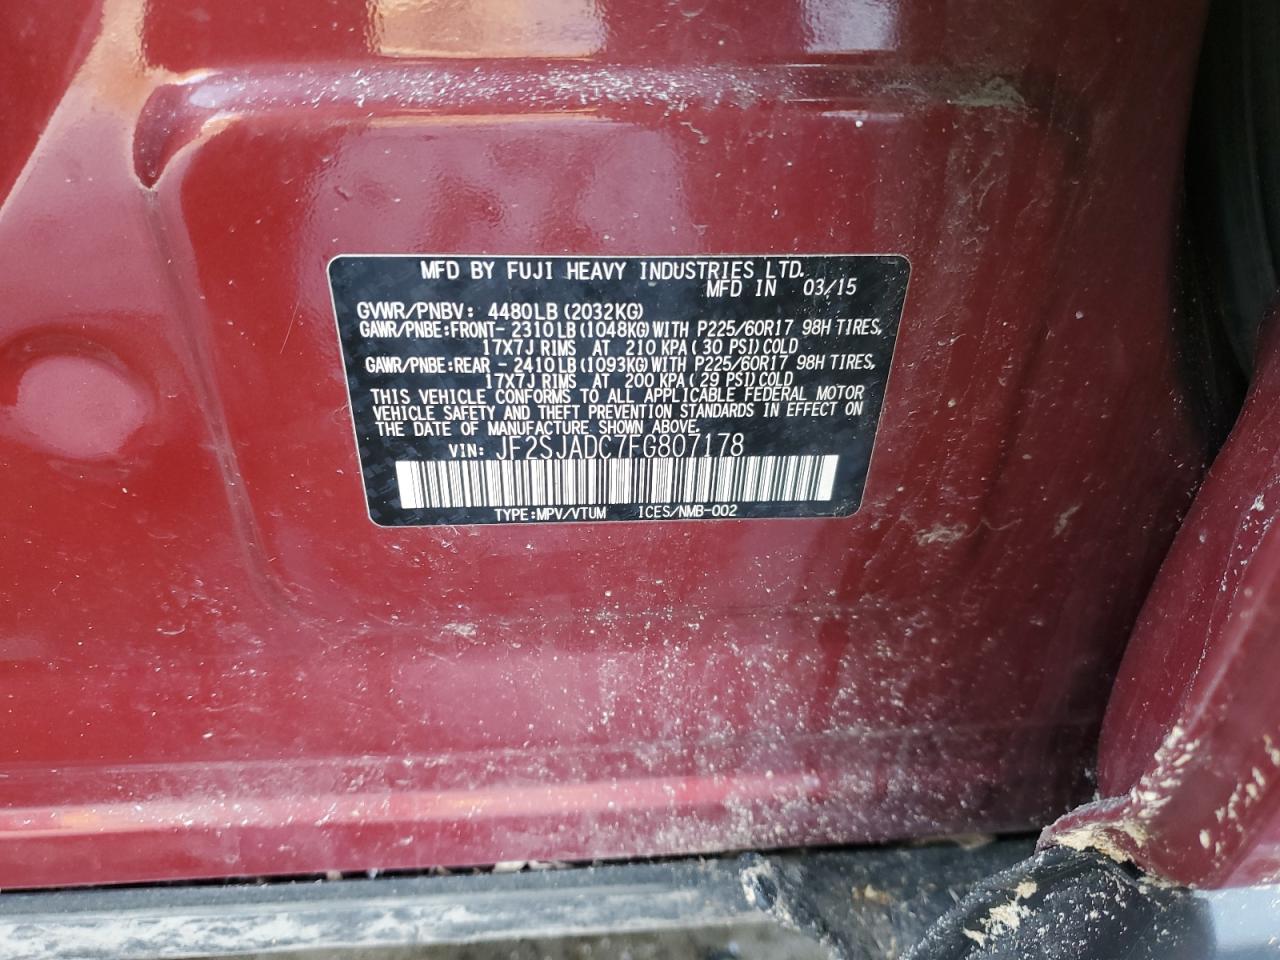 MFD BY FUJI HEAVY INDUSTRIES LTD.
MFD IN 03/15
GVWR/PNBV: 4480LB(2032KG)
GAWR/PNBE:FRONT-2310LB(1048KG)WITH P225/60R17 98H TIRES,
17X7J RIMS AT 210 KPA(30 PSI)COLD
GAWR/PNBE:REAR -2410LB(1093KG)WITH P225/60R17 98H TIRES,
17X7J RIMS AT 200 KPA(29 PSI)COLD
THIS VEHICLE CONFORMS TO ALL APPLICABLE FEDERAL MOTOR
VEHICLE SAFETY AND THEFT PREVENTION STANDARDS IN EFFECT ON
THE DATE OF MANUFACTURE SHOWN ABOVE.
VIN: JF2SJADC7FG807178
TYPE:MPV/VTUM ICES/NMB-002